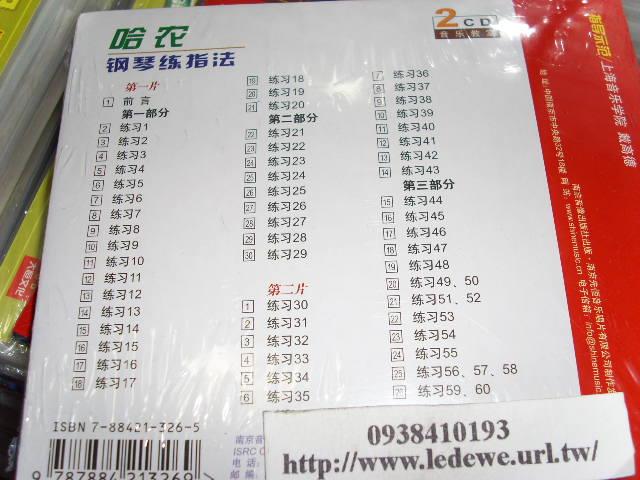 哈农
钢琴练指法
2CD
音乐教室
第一片
1 前言
第一部分
2 练习1
3 练习2
4 练习3
5 练习4
6 练习5
7 练习6
8 练习7
9 练习8
10 练习9
11 练习10
12 练习11
13 练习12
14 练习13
15 练习14
16 练习15
17 练习16
18 练习17
19 练习18
20 练习19
21 练习20
第二部分
22 练习21
23 练习22
24 练习23
25 练习24
26 练习25
27 练习26
28 练习27
29 练习28
30 练习29
第二片
1 练习30
2 练习31
3 练习32
4 练习33
5 练习34
6 练习35
7 练习36
8 练习37
9 练习38
10 练习39
11 练习40
12 练习41
13 练习42
14 练习43
第三部分
15 练习44
16 练习45
17 练习46
18 练习47
19 练习48
20 练习49、50
21 练习51、52
22 练习53
23 练习54
24 练习55
25 练习56、57、58
26 练习59、60
指导示范 上海音乐学院
ISBN 7-88421-326-5
9 787884 213269
南京音
ISRC C
电话
邮编
0938410193
http://www.ledewe.url.tw/